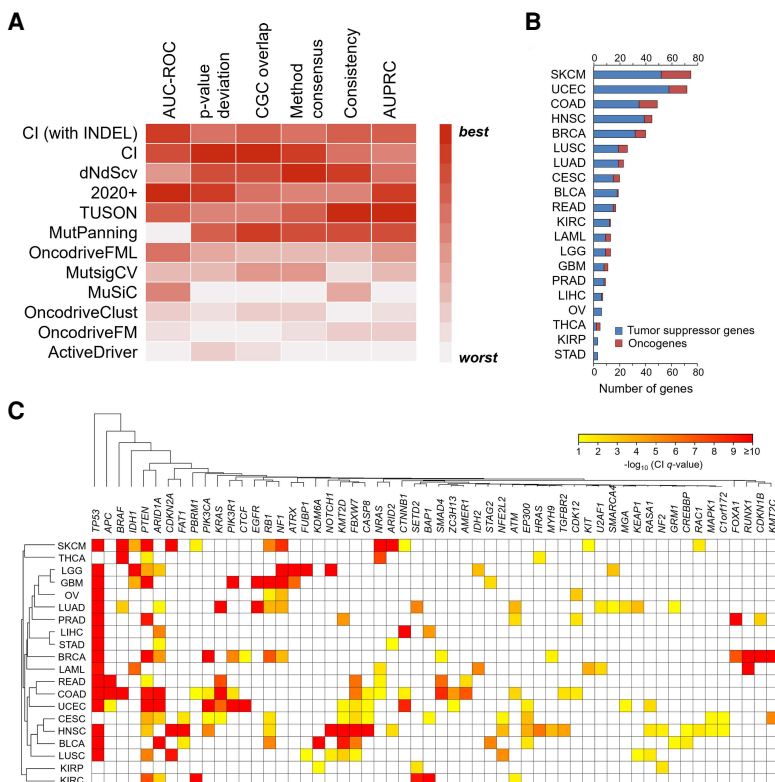 A
AUC-ROC
p-value
deviation
CGC overlap
Method
consensus
Consistency
AUPRC
CI (with INDEL)
CI
dNdScv
2020+
TUSON
MutPanning
OncodriveFML
MutsigCV
MuSiC
OncodriveClust
OncodriveFM
ActiveDriver
best
worst
B
0 40 80
SKCM
UCEC
COAD
HNSC
BRCA
LUSC
LUAD
CESC
BLCA
READ
KIRC
LAML
LGG
GBM
PRAD
LIHC
OV
THCA
KIRP
STAD
Tumor suppressor genes
Oncogenes
0 20 40 60 80
Number of genes
C
1 2 3 4 5 6 7 8 9 ≥10
-log10 (CI q-value)
TP53
APC
BRAF
IDH1
PTEN
ARID1A
CDKN2A
FAT1
PBRM1
PIK3CA
KRAS
PIK3R1
CTCF
EGFR
RB1
NF1
ATRX
FUBP1
KDM6A
NOTCH1
KMT2D
FBXW7
CASP8
NRAS
ARID2
CTNNB1
SETD2
BAP1
SMAD4
ZC3H13
AMER1
IDH2
STAG2
NFE2L2
ATM
EP300
HRAS
MYH9
TGFBR2
CDK12
KIT
U2AF1
SMARCA4
MGA
KEAP1
RASA1
NF2
GRM1
CREBBP
RAC1
MAPK1
C1orf172
FOXA1
RUNX1
CDKN1B
KMT2C
SKCM
THCA
LGG
GBM
OV
LUAD
PRAD
LIHC
STAD
BRCA
LAML
READ
COAD
UCEC
CESC
HNSC
BLCA
LUSC
KIRP
KIRC